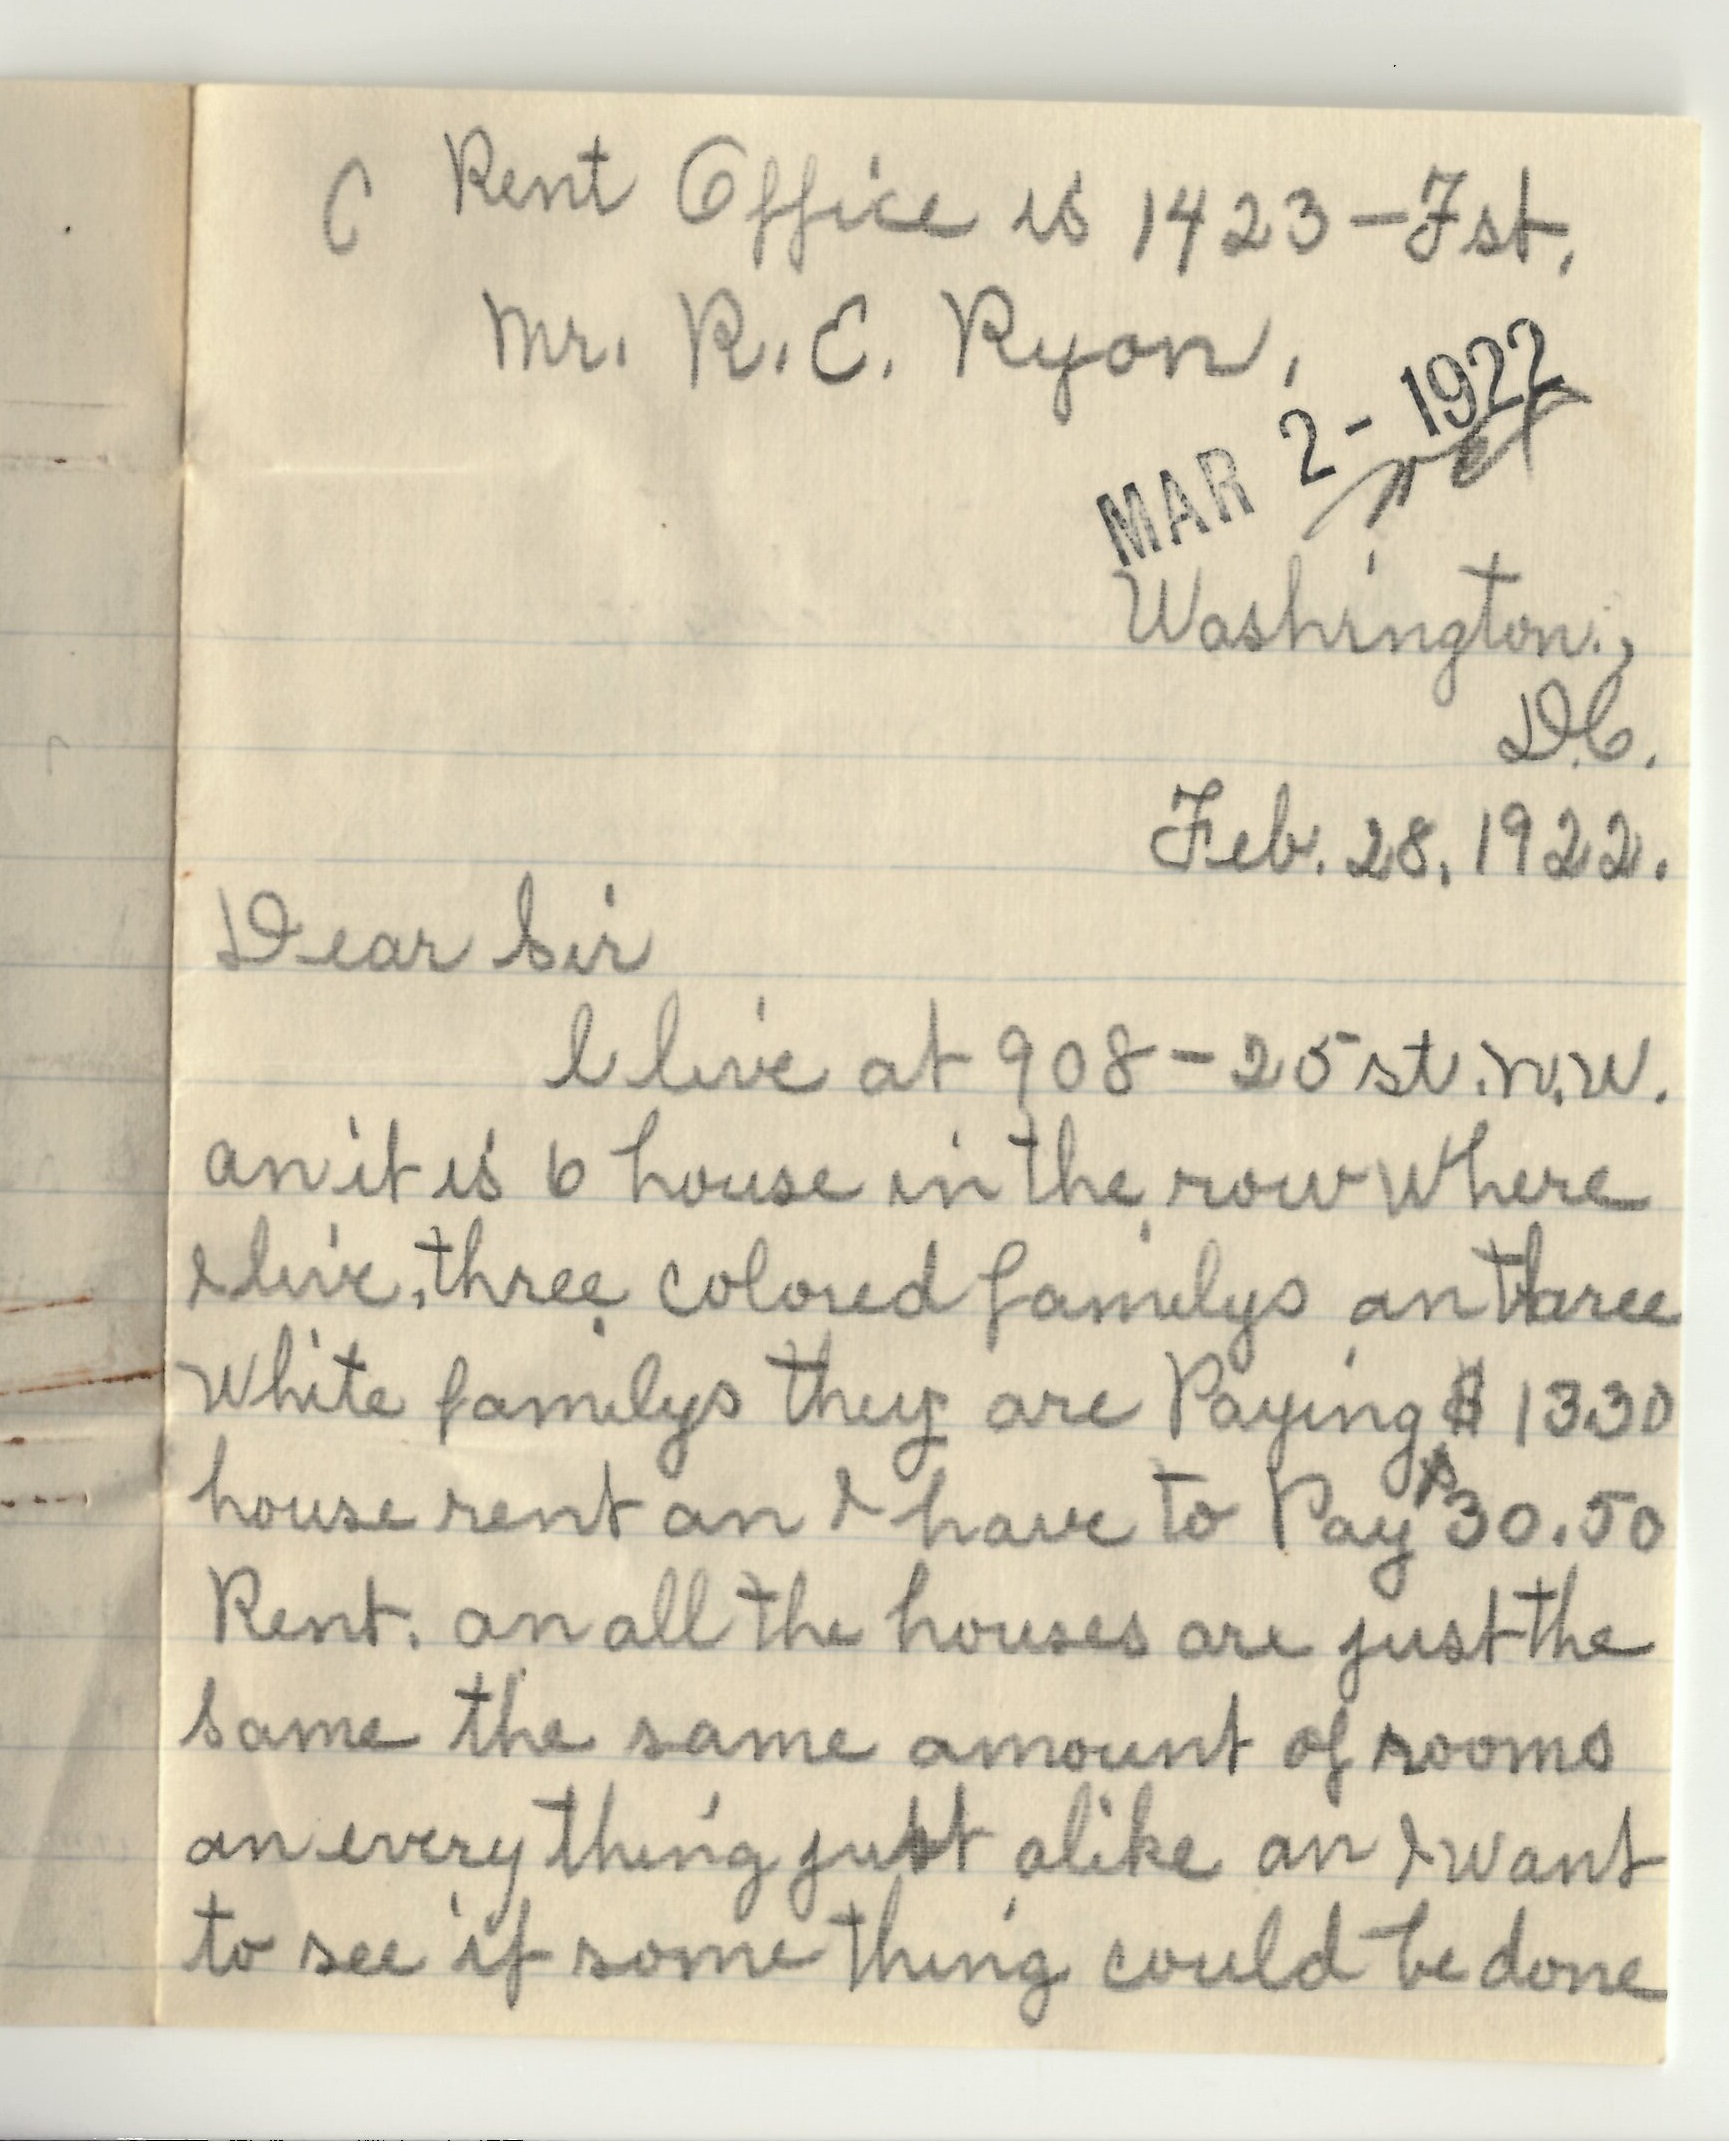 C Rent Office is 1423 - F st.
Mr. R. E. Ryon,
MAR 2 - 1922
Washington.,
D.C.
Feb. 28, 1922.
Dear Sir
I live at 908 - 25 st. N.W.
an it is 6 house in the row where
I live, three colored familys an three
white familys they are Paying $13.30
house rent an I have to Pay $30.50
Rent. an all the houses are just the
same the same amount of rooms
an every thing just alike an I want
to see if some thing could be done